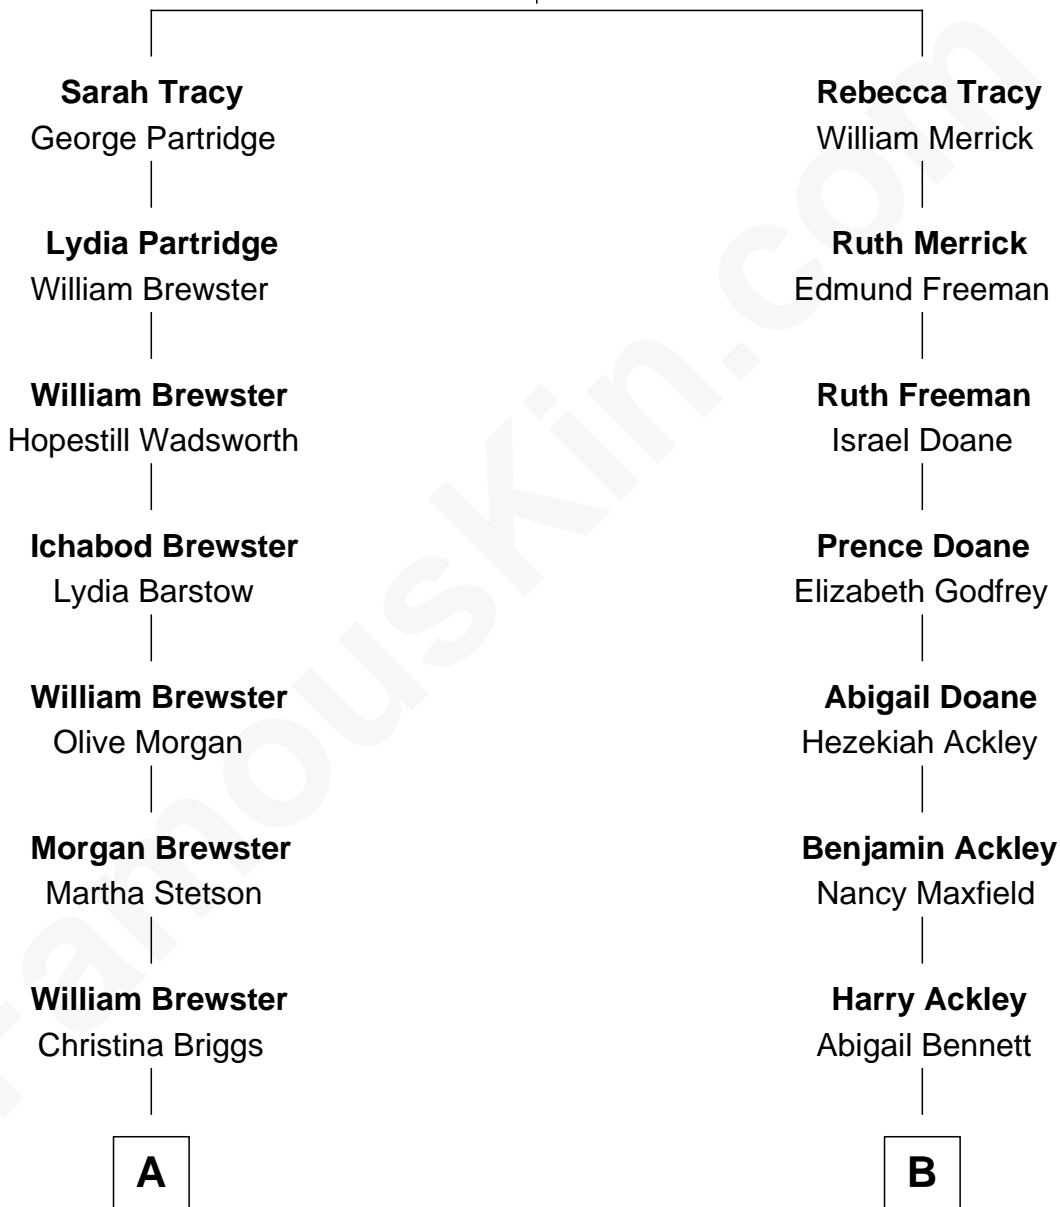 Sarah Tracy
George Partridge
Lydia Partridge
William Brewster
William Brewster
Hopestill Wadsworth
Ichabod Brewster
Lydia Barstow
William Brewster
Olive Morgan
Morgan Brewster
Martha Stetson
William Brewster
Christina Briggs
A
Rebecca Tracy
William Merrick
Ruth Merrick
Edmund Freeman
Ruth Freeman
Israel Doane
Prence Doane
Elizabeth Godfrey
Abigail Doane
Hezekiah Ackley
Benjamin Ackley
Nancy Maxfield
Harry Ackley
Abigail Bennett
B
FamousKin.com